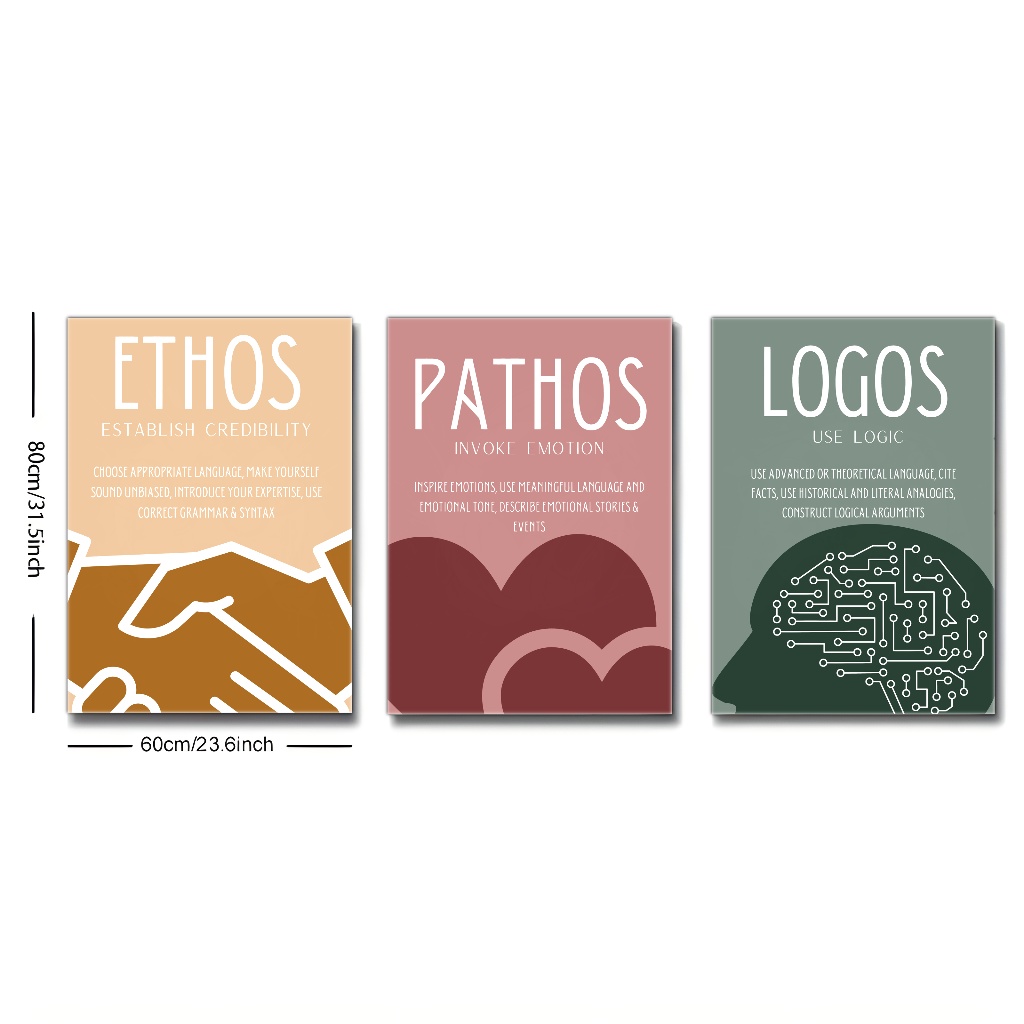 ETHOS
ESTABLISH CREDIBILITY
CHOOSE APPROPRIATE LANGUAGE, MAKE YOURSELF
SOUND UNBIASED, INTRODUCE YOUR EXPERTISE, USE
CORRECT GRAMMAR & SYNTAX
PATHOS
INVOKE EMOTION
INSPIRE EMOTIONS, USE MEANINGFUL LANGUAGE AND
EMOTIONAL TONE, DESCRIBE EMOTIONAL STORIES &
EVENTS
LOGOS
USE LOGIC
USE ADVANCED OR THEORETICAL LANGUAGE, CITE
FACTS, USE HISTORICAL AND LITERAL ANALOGIES,
CONSTRUCT LOGICAL ARGUMENTS
80cm/31.5inch
60cm/23.6inch